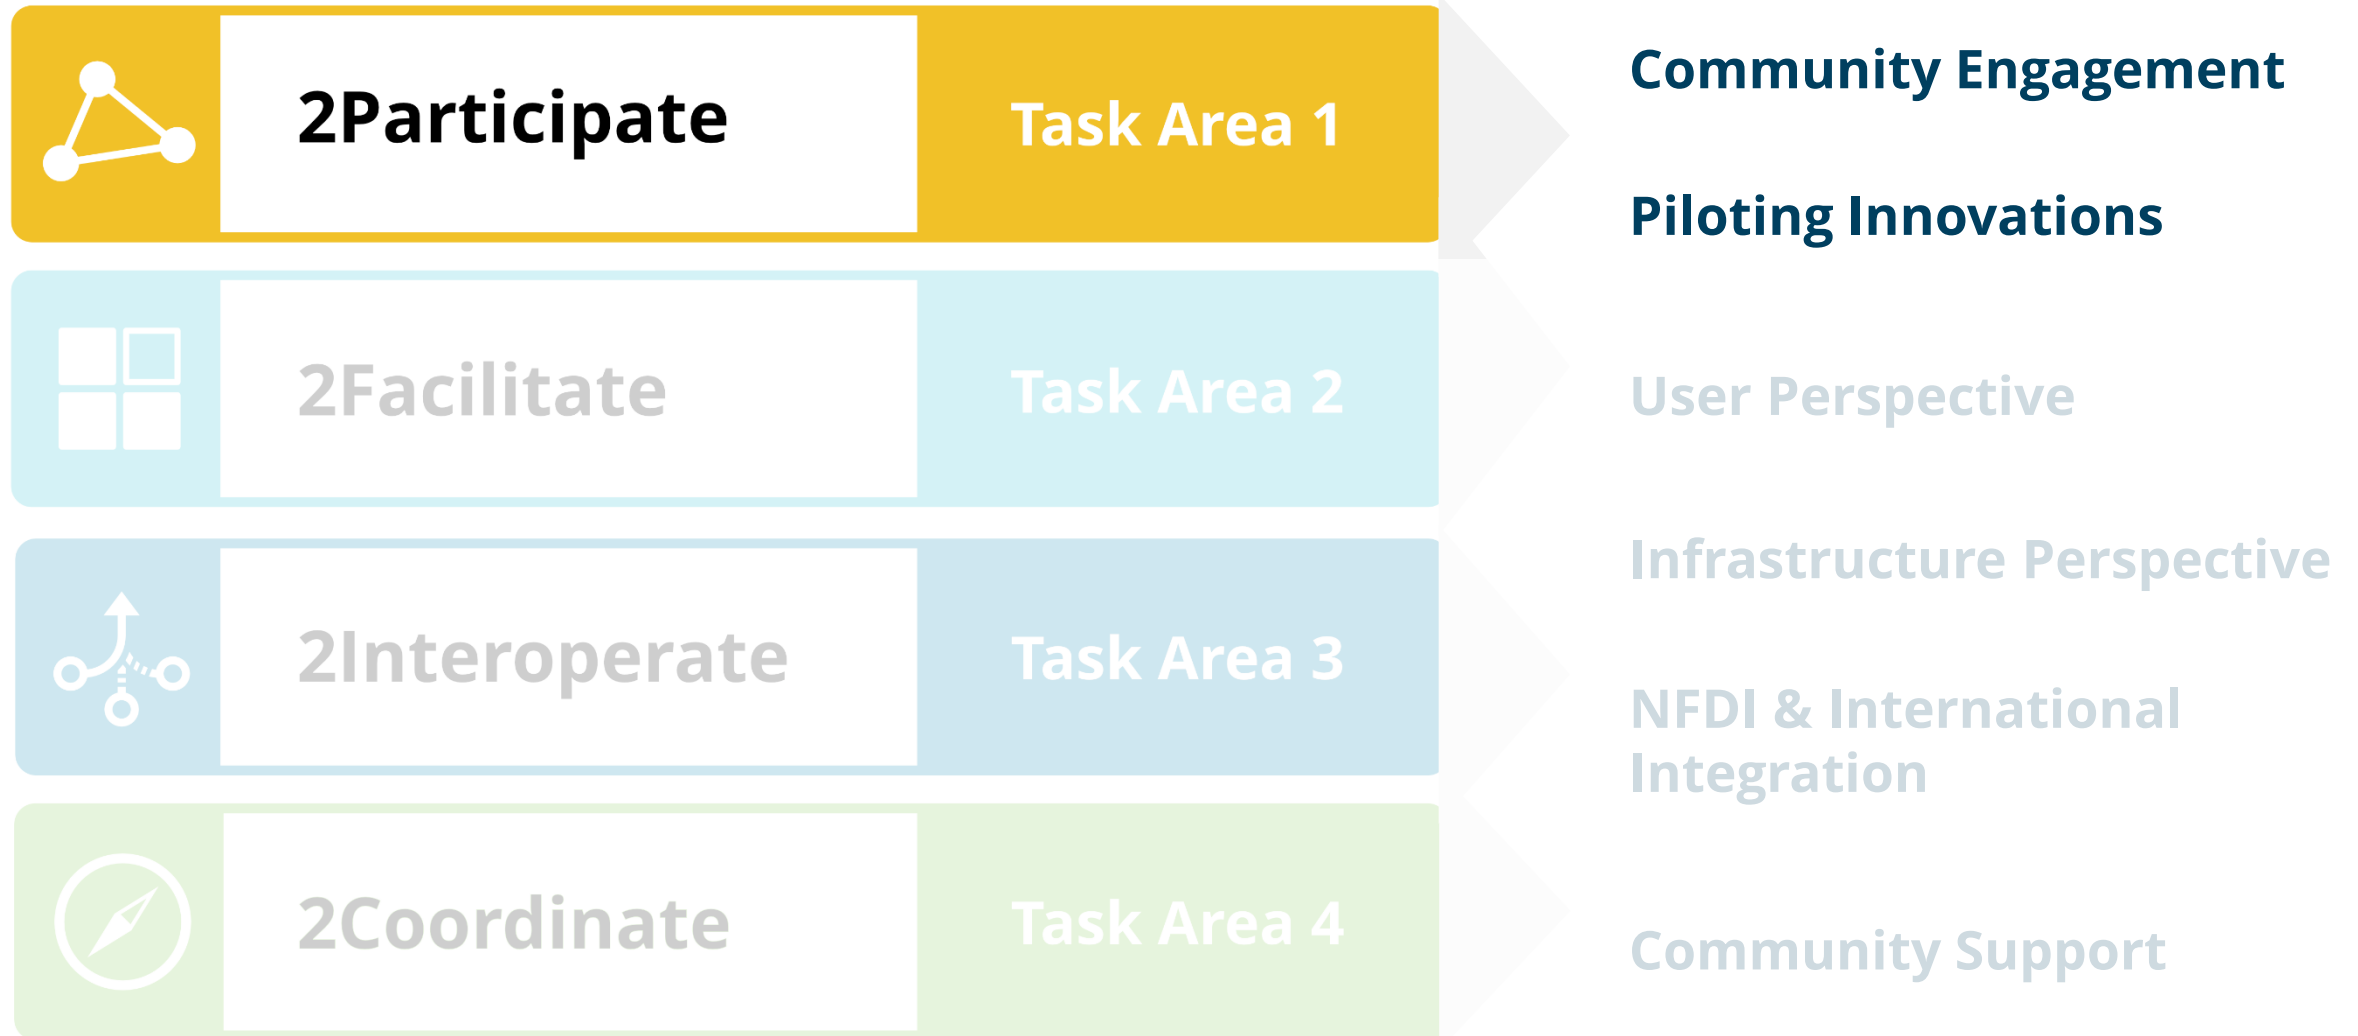 2Participate
Task Area 1
Community Engagement
Piloting Innovations
2Facilitate
Task Area 2
User Perspective
2Interoperate
Task Area 3
Infrastructure Perspective
NFDI & International
Integration
2Coordinate
Task Area 4
Community Support